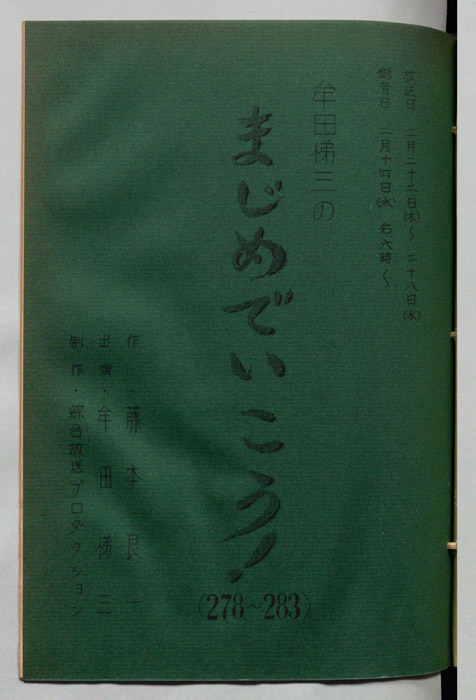 放送日 二月二十二日(木)〜二十八日(水)
録音日 二月十四日(水)后六時〜
牟田悌三の
まじめでいこう!
(278~283)
作・藤本良一
出演・牟田悌三
制作・綜合放送プロダクション